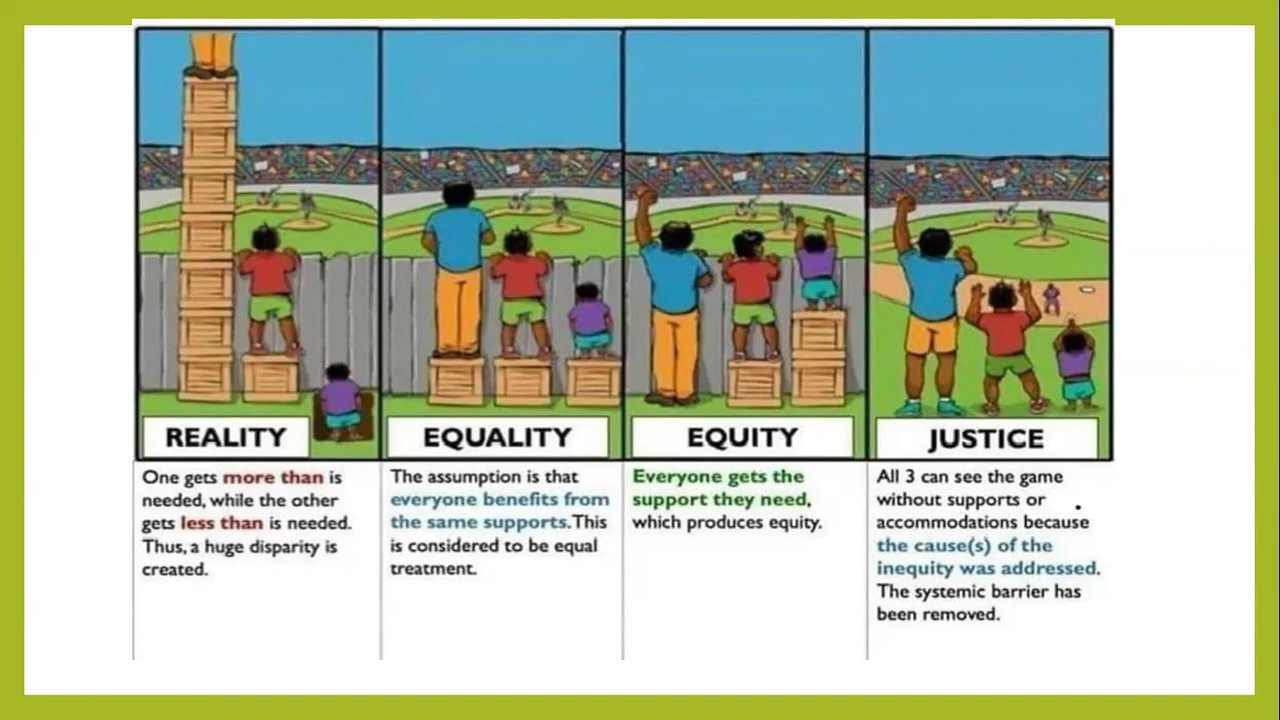 REALITY
EQUALITY
EQUITY
JUSTICE
One gets more than is
needed, while the other
gets less than is needed.
Thus, a huge disparity is
created.
The assumption is that
everyone benefits from
the same supports.This
is considered to be equal
treatment.
Everyone gets the
support they need,
which produces equity.
All 3 can see the game
without supports or
accommodations because
the cause(s) of the
inequity was addressed.
The systemic barrier has
been removed.